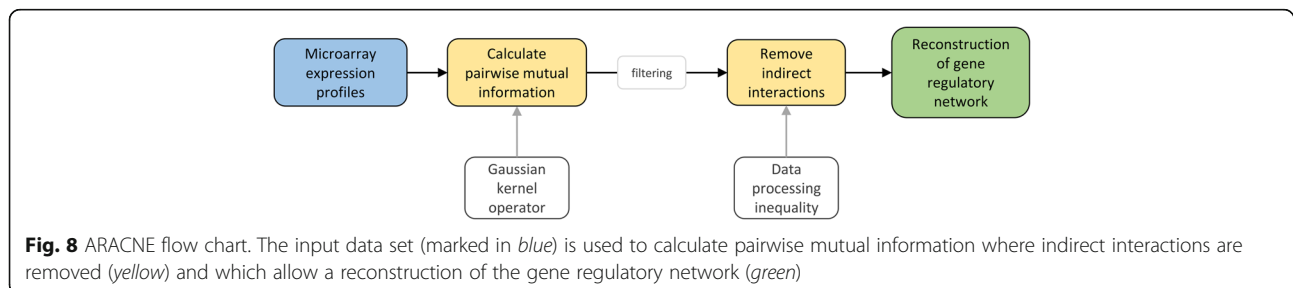 Microarray
expression
profiles
Calculate
pairwise mutual
information
filtering
Remove
indirect
interactions
Reconstruction
of gene
regulatory
network
Gaussian
kernel
operator
Data
processing
inequality
Fig. 8 ARACNE flow chart. The input data set (marked in blue) is used to calculate pairwise mutual information where indirect interactions are
removed (yellow) and which allow a reconstruction of the gene regulatory network (green)